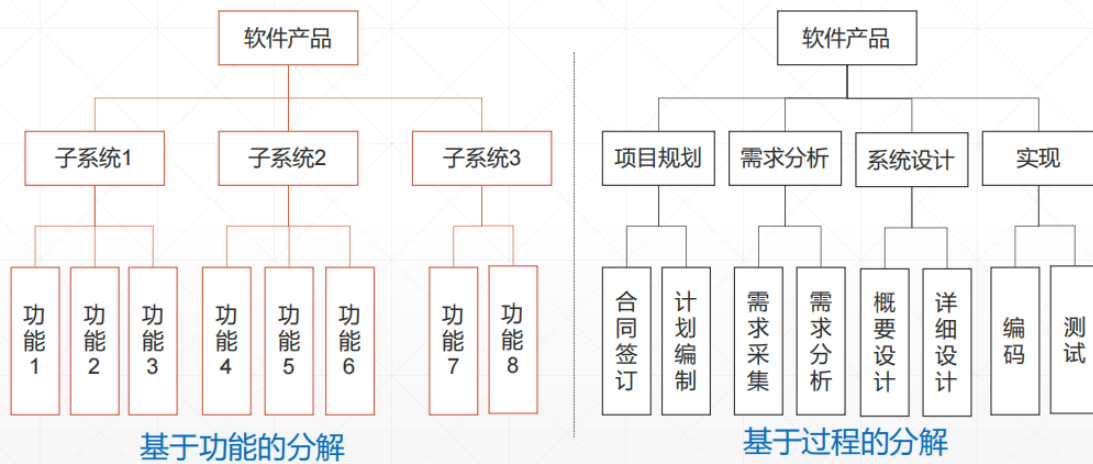 软件产品
子系统1
子系统2
子系统3
功能1
功能2
功能3
功能4
功能5
功能6
功能7
功能8
基于功能的分解
软件产品
项目规划
需求分析
系统设计
实现
合同签订
计划编制
需求采集
需求分析
概要设计
详细设计
编码
测试
基于过程的分解